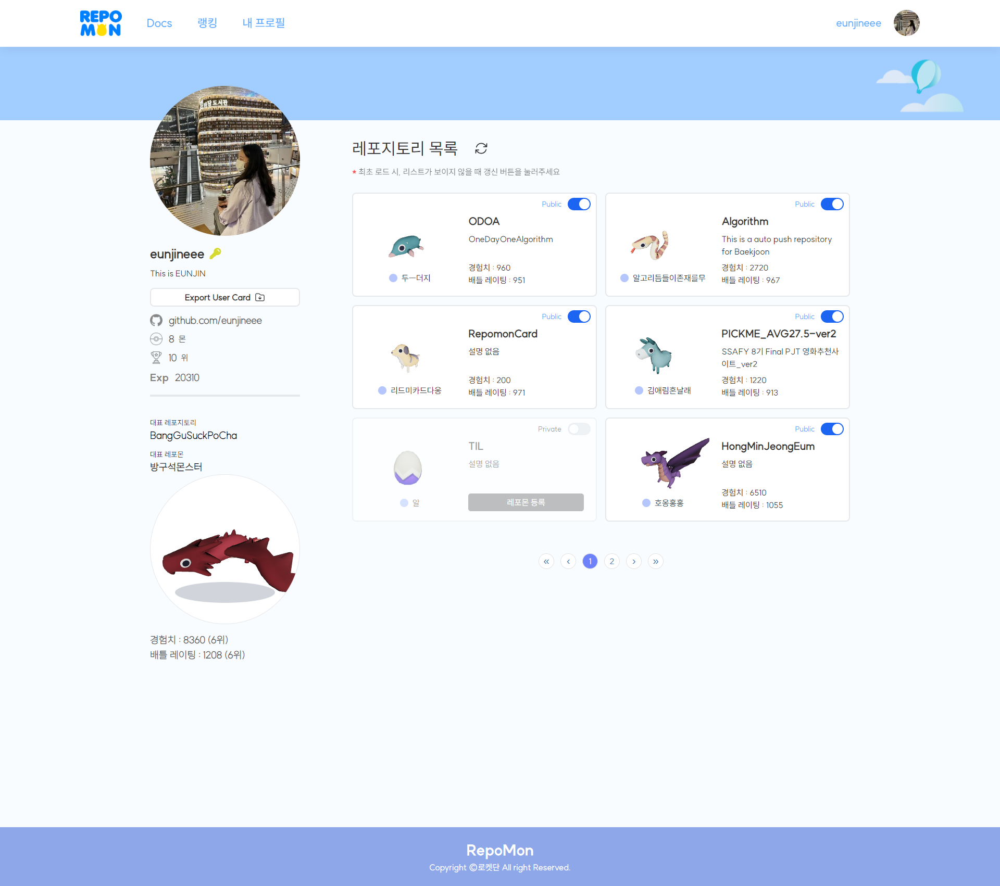 REPO
MON
Docs
랭킹
내 프로필
eunjineee
별마당도서관
eunjineee
This is EUNJIN
Export User Card
github.com/eunjineee
8 몬
10 위
Exp 20310
대표 레포지토리
BangGuSuckPoCha
대표 레포몬
방구석몬스터
경험치 : 8360 (6위)
배틀 레이팅 : 1208 (6위)
레포지토리 목록
* 최초 로드 시, 리스트가 보이지 않을 때 갱신 버튼을 눌러주세요
Public
ODOA
OneDayOneAlgorithm
경험치 : 960
배틀 레이팅 : 951
두ㅡ더지
Public
Algorithm
This is a auto push repository
for Baekjoon
경험치 : 2720
배틀 레이팅 : 967
알고리듬들이존재를무
Public
RepomonCard
설명 없음
경험치 : 200
배틀 레이팅 : 971
리드미카드다옹
Public
PICKME_AVG27.5-ver2
SSAFY 8기 Final PJT 영화추천사
이트_ver2
경험치 : 1220
배틀 레이팅 : 913
김애림혼날래
Private
TIL
설명 없음
알
레포몬 등록
Public
HongMinJeongEum
설명 없음
경험치 : 6510
배틀 레이팅 : 1055
호옹홍홍
« ‹ 1 2 › »
RepoMon
Copyright ©로켓단 All right Reserved.